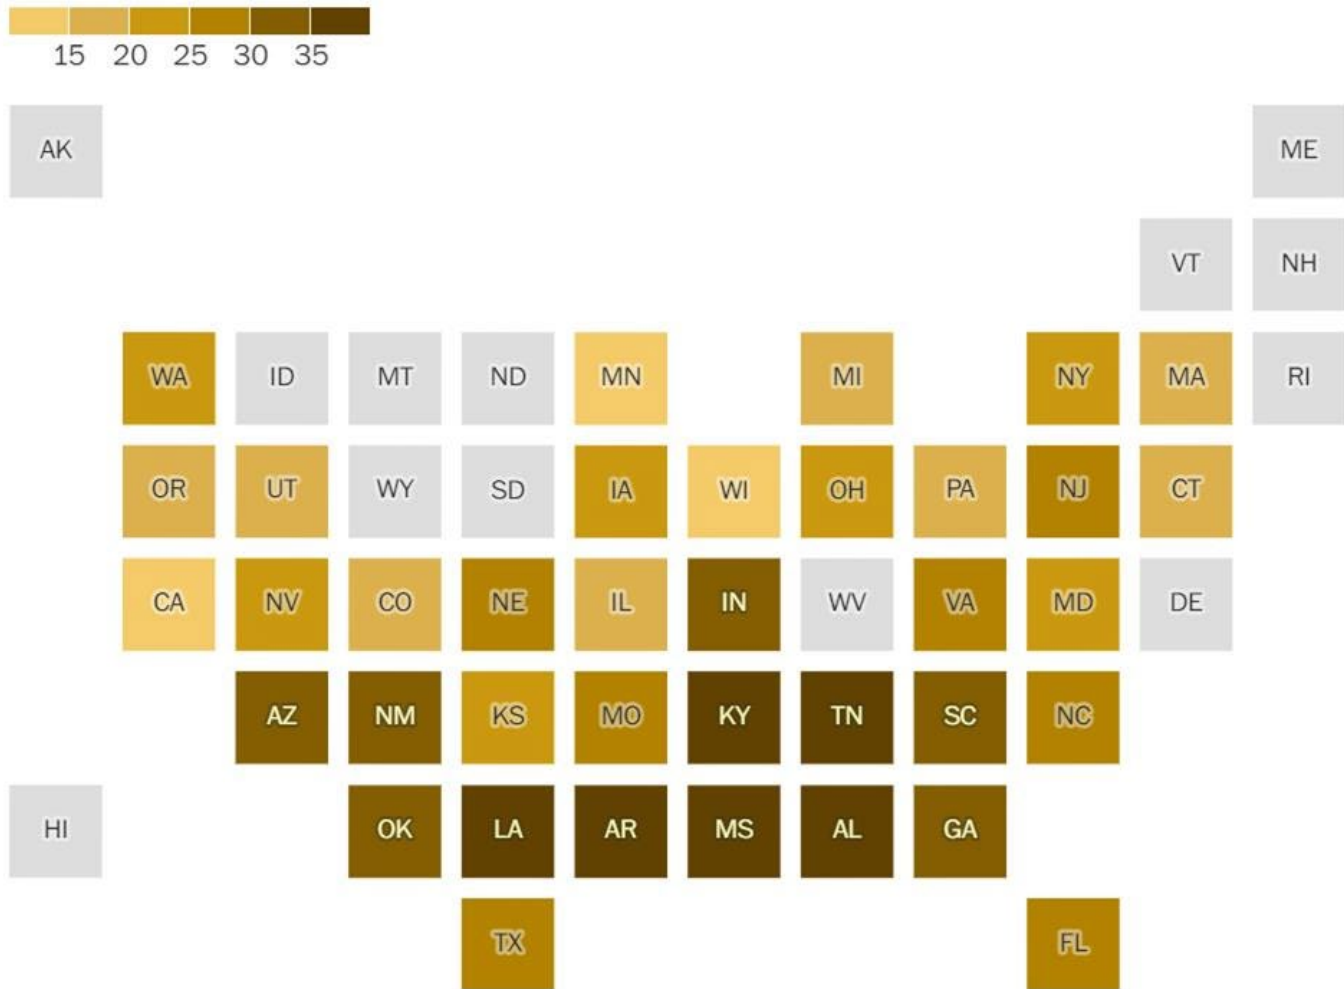 15 20 25 30 35
AK ME
VT NH
WA ID MT ND MN MI NY MA RI
OR UT WY SD IA WI OH PA NJ CT
CA NV CO NE IL IN WV VA MD DE
AZ NM KS MO KY TN SC NC
HI OK LA AR MS AL GA
TX FL